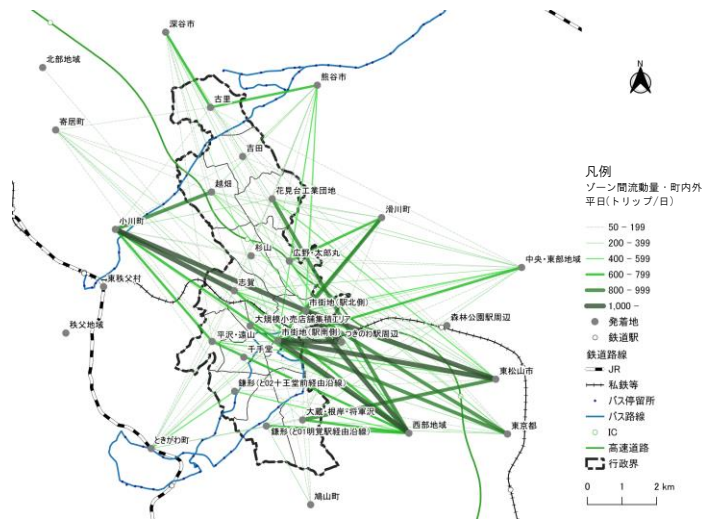 深谷市
北部地域
熊谷市
古里
寄居町
吉田
越畑
花見台工業団地
滑川町
小川町
杉山
広野・太郎丸
中央・東部地域
東秩父村
志賀
市街地（駅北側）
秩父地域
大規模小売店舗集積エリア
森林公園駅周辺
平沢・遠山
市街地（駅南側）
つきのわ駅周辺
千手堂
東松山市
鎌形（と02十王堂前経由沿線）
大蔵・根岸・将軍沢
鎌形（と01明覚駅経由沿線）
西部地域
東京都
ときがわ町
鳩山町
N
凡例
ゾーン間流動量・町内外
平日(トリップ/日)
50 - 199
200 - 399
400 - 599
600 - 799
800 - 999
1,000 -
発着地
鉄道駅
鉄道路線
JR
私鉄等
バス停留所
バス路線
IC
高速道路
行政界
0 1 2 km